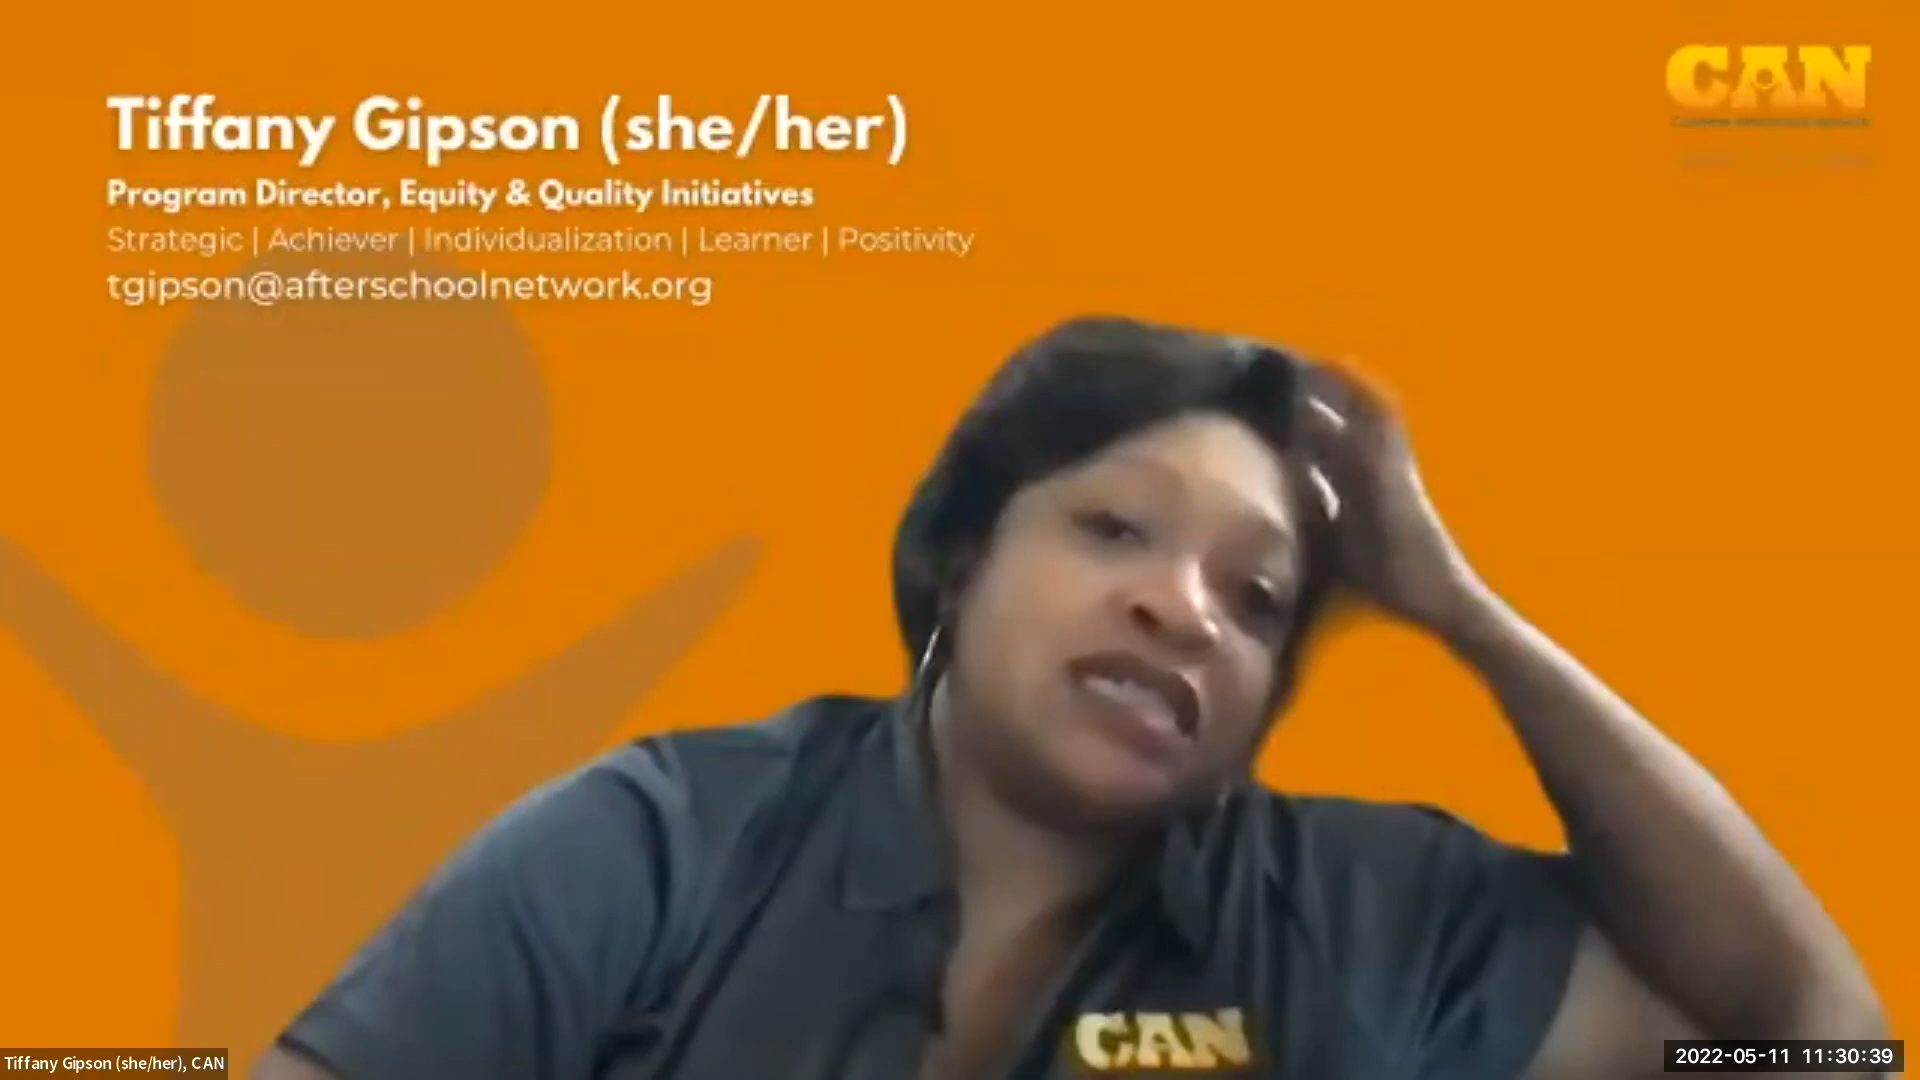 CAN
Tiffany Gipson (she/her)
Program Director, Equity & Quality Initiatives
Strategic | Achiever | Individualization | Learner | Positivity
tgipson@afterschoolnetwork.org
CAN
Tiffany Gipson (she/her), CAN
2022-05-11 11:30:39